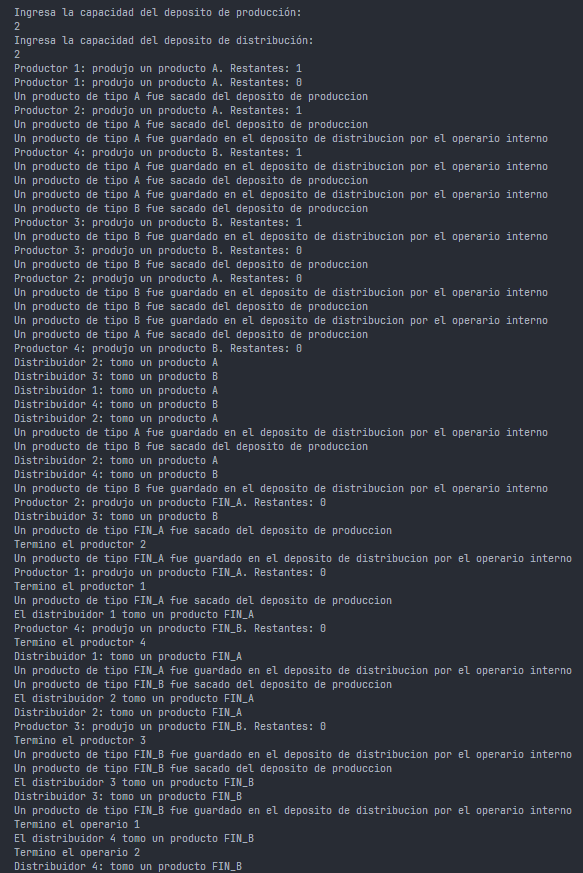 Ingresa la capacidad del deposito de producción:
2
Ingresa la capacidad del deposito de distribución:
2
Productor 1: produjo un producto A. Restantes: 1
Productor 1: produjo un producto A. Restantes: 0
Un producto de tipo A fue sacado del deposito de produccion
Productor 2: produjo un producto A. Restantes: 1
Un producto de tipo A fue sacado del deposito de produccion
Un producto de tipo A fue guardado en el deposito de distribucion por el operario interno
Productor 4: produjo un producto B. Restantes: 1
Un producto de tipo A fue guardado en el deposito de distribucion por el operario interno
Un producto de tipo A fue sacado del deposito de produccion
Un producto de tipo A fue guardado en el deposito de distribucion por el operario interno
Un producto de tipo B fue sacado del deposito de produccion
Productor 3: produjo un producto B. Restantes: 1
Un producto de tipo B fue guardado en el deposito de distribucion por el operario interno
Productor 3: produjo un producto B. Restantes: 0
Un producto de tipo B fue sacado del deposito de produccion
Productor 2: produjo un producto A. Restantes: 0
Un producto de tipo B fue guardado en el deposito de distribucion por el operario interno
Un producto de tipo B fue sacado del deposito de produccion
Un producto de tipo B fue guardado en el deposito de distribucion por el operario interno
Un producto de tipo A fue sacado del deposito de produccion
Productor 4: produjo un producto B. Restantes: 0
Distribuidor 2: tomo un producto A
Distribuidor 3: tomo un producto B
Distribuidor 1: tomo un producto A
Distribuidor 4: tomo un producto B
Distribuidor 2: tomo un producto A
Un producto de tipo A fue guardado en el deposito de distribucion por el operario interno
Un producto de tipo B fue sacado del deposito de produccion
Distribuidor 2: tomo un producto A
Distribuidor 4: tomo un producto B
Un producto de tipo B fue guardado en el deposito de distribucion por el operario interno
Productor 2: produjo un producto FIN_A. Restantes: 0
Distribuidor 3: tomo un producto B
Un producto de tipo FIN_A fue sacado del deposito de produccion
Termino el productor 2
Un producto de tipo FIN_A fue guardado en el deposito de distribucion por el operario interno
Productor 1: produjo un producto FIN_A. Restantes: 0
Termino el productor 1
Un producto de tipo FIN_A fue sacado del deposito de produccion
El distribuidor 1 tomo un producto FIN_A
Productor 4: produjo un producto FIN_B. Restantes: 0
Termino el productor 4
Distribuidor 1: tomo un producto FIN_A
Un producto de tipo FIN_A fue guardado en el deposito de distribucion por el operario interno
Un producto de tipo FIN_B fue sacado del deposito de produccion
El distribuidor 2 tomo un producto FIN_A
Distribuidor 2: tomo un producto FIN_A
Productor 3: produjo un producto FIN_B. Restantes: 0
Termino el productor 3
Un producto de tipo FIN_B fue guardado en el deposito de distribucion por el operario interno
Un producto de tipo FIN_B fue sacado del deposito de produccion
El distribuidor 3 tomo un producto FIN_B
Distribuidor 3: tomo un producto FIN_B
Un producto de tipo FIN_B fue guardado en el deposito de distribucion por el operario interno
Termino el operario 1
El distribuidor 4 tomo un producto FIN_B
Termino el operario 2
Distribuidor 4: tomo un producto FIN_B